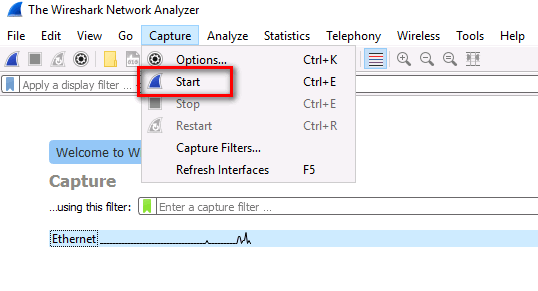 The Wireshark Network Analyzer
File Edit View Go Capture Analyze Statistics Telephony Wireless Tools Help
Options... Ctrl+K
Apply a display filter ...
Start Ctrl+E
Stop Ctrl+E
Restart Ctrl+R
Welcome to W
Capture Filters...
Refresh Interfaces F5
Capture
...using this filter: Enter a capture filter ...
Ethernet